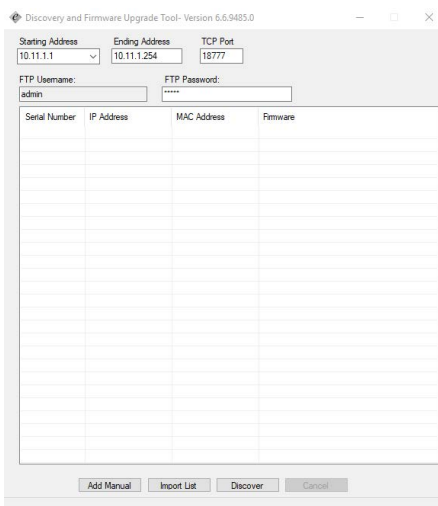 Discovery and Firmware Upgrade Tool- Version 6.6.9485.0
Starting Address Ending Address TCP Port
10.11.1.1 10.11.1.254 18777
FTP Username: FTP Password:
admin *****
Serial Number IP Address MAC Address Firmware
Add Manual Import List Discover Cancel